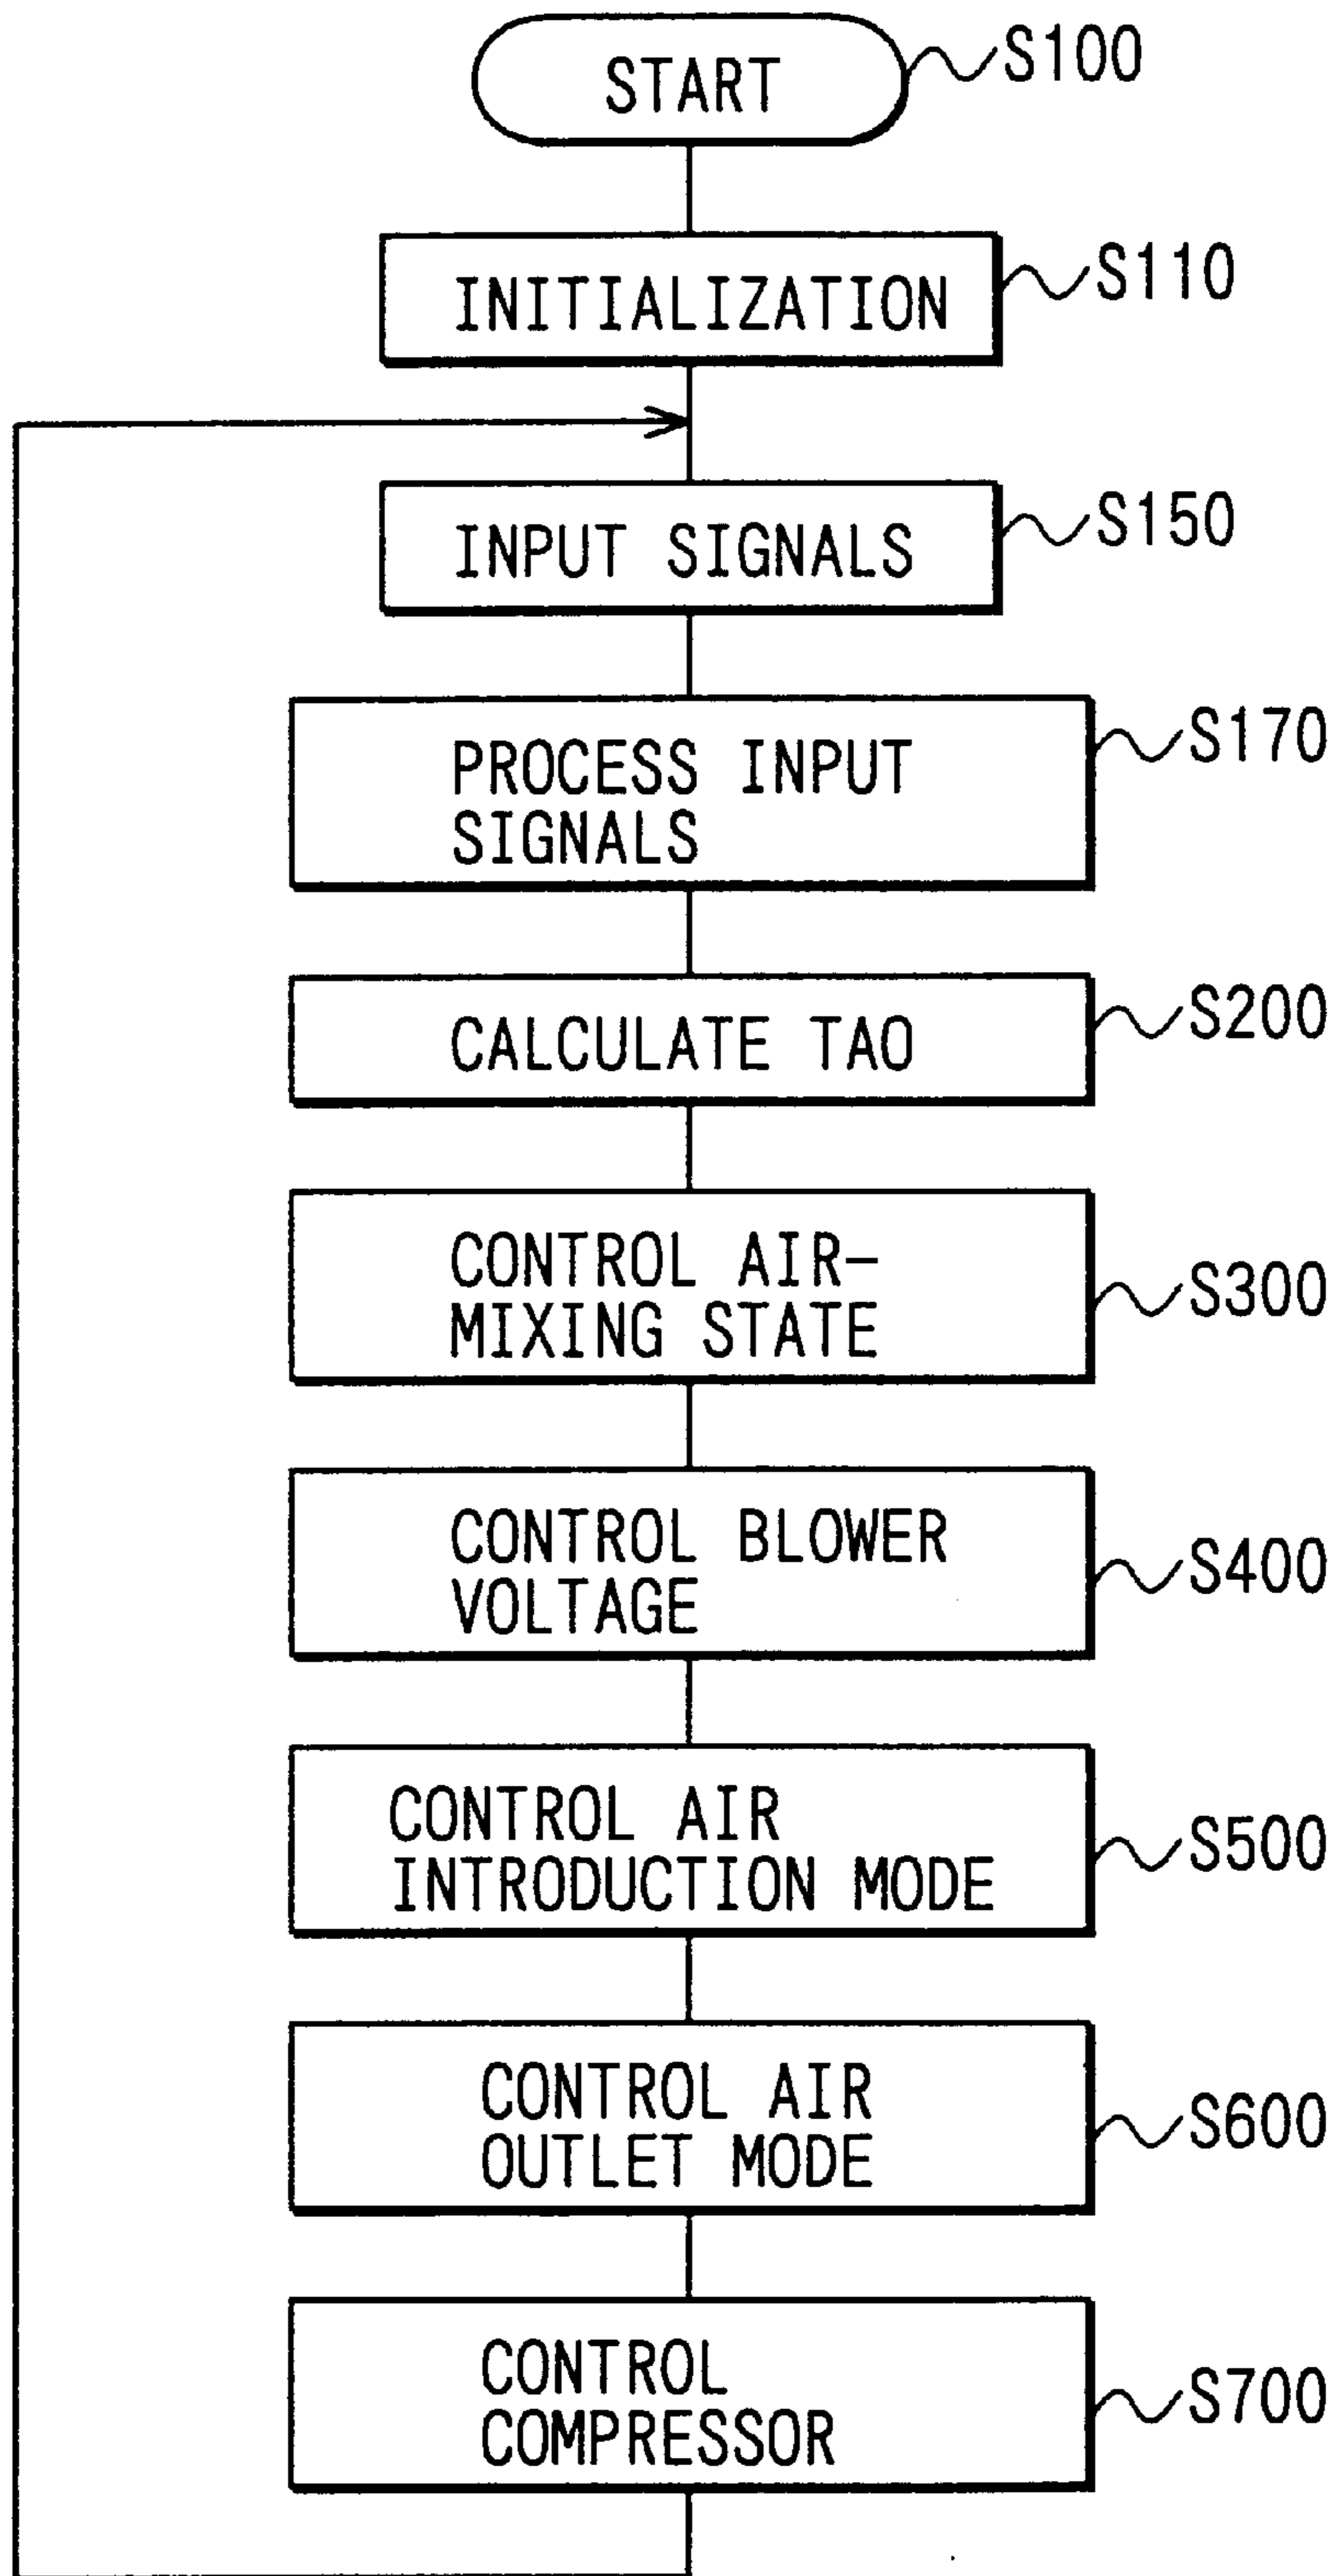 START
S100
INITIALIZATION
S110
INPUT SIGNALS
S150
PROCESS INPUT
SIGNALS
S170
CALCULATE TAO
S200
CONTROL AIR-
MIXING STATE
S300
CONTROL BLOWER
VOLTAGE
S400
CONTROL AIR
INTRODUCTION MODE
S500
CONTROL AIR
OUTLET MODE
S600
CONTROL
COMPRESSOR
S700